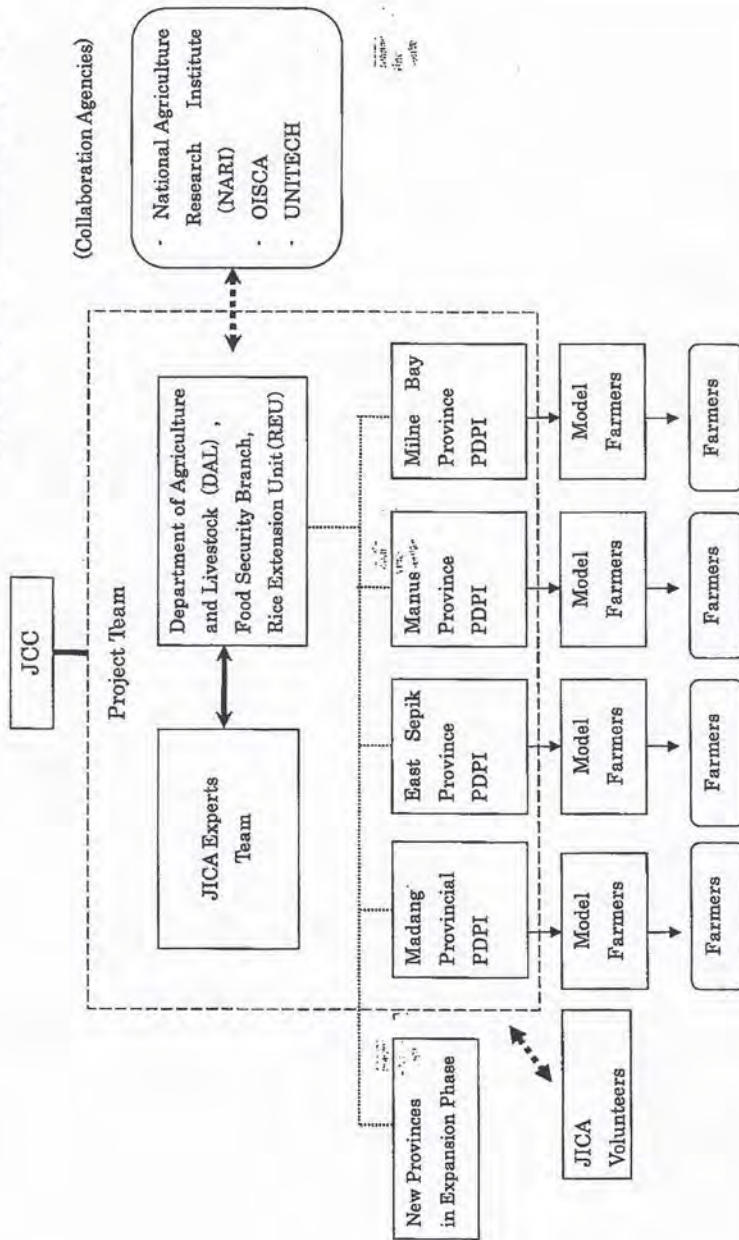 (Collaboration Agencies)
JCC
Project Team
- National Agriculture
Research Institute
(NARI)
- OISCA
- UNITECH
JICA Experts
Team
Department of Agriculture
and Livestock (DAL) ,
Food Security Branch,
Rice Extension Unit (REU)
New Provinces
in Expansion Phase
Madang
Provincial
PDPI
East Sepik
Province
PDPI
Manus
Province
PDPI
Milne Bay
Province
PDPI
JICA
Volunteers
Model
Farmers
Model
Farmers
Model
Farmers
Model
Farmers
Farmers
Farmers
Farmers
Farmers